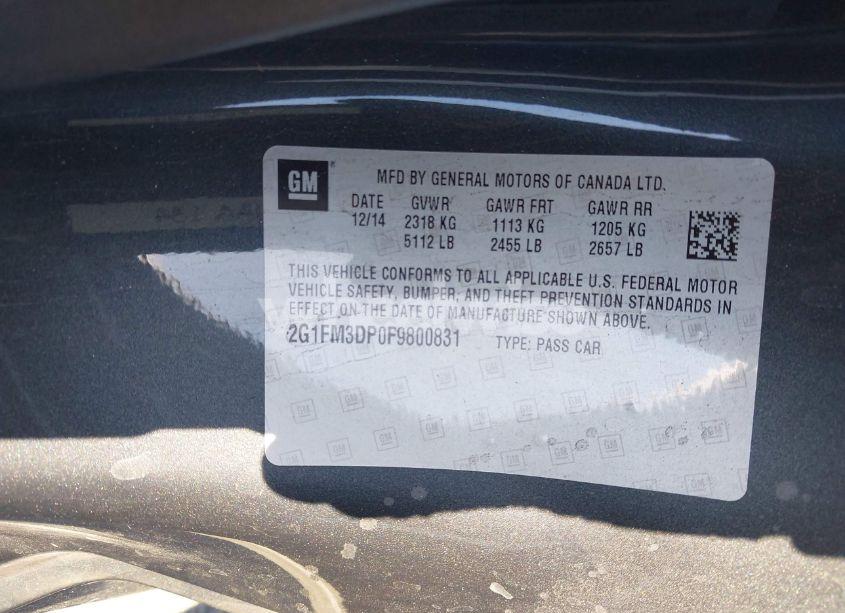 GM
MFD BY GENERAL MOTORS OF CANADA LTD.
DATE GVWR GAWR FRT GAWR RR
12/14 2318 KG 1113 KG 1205 KG
5112 LB 2455 LB 2657 LB
THIS VEHICLE CONFORMS TO ALL APPLICABLE U.S. FEDERAL MOTOR
VEHICLE SAFETY, BUMPER, AND THEFT PREVENTION STANDARDS IN
EFFECT ON THE DATE OF MANUFACTURE SHOWN ABOVE.
2G1FM3DP0F9800831 TYPE: PASS CAR